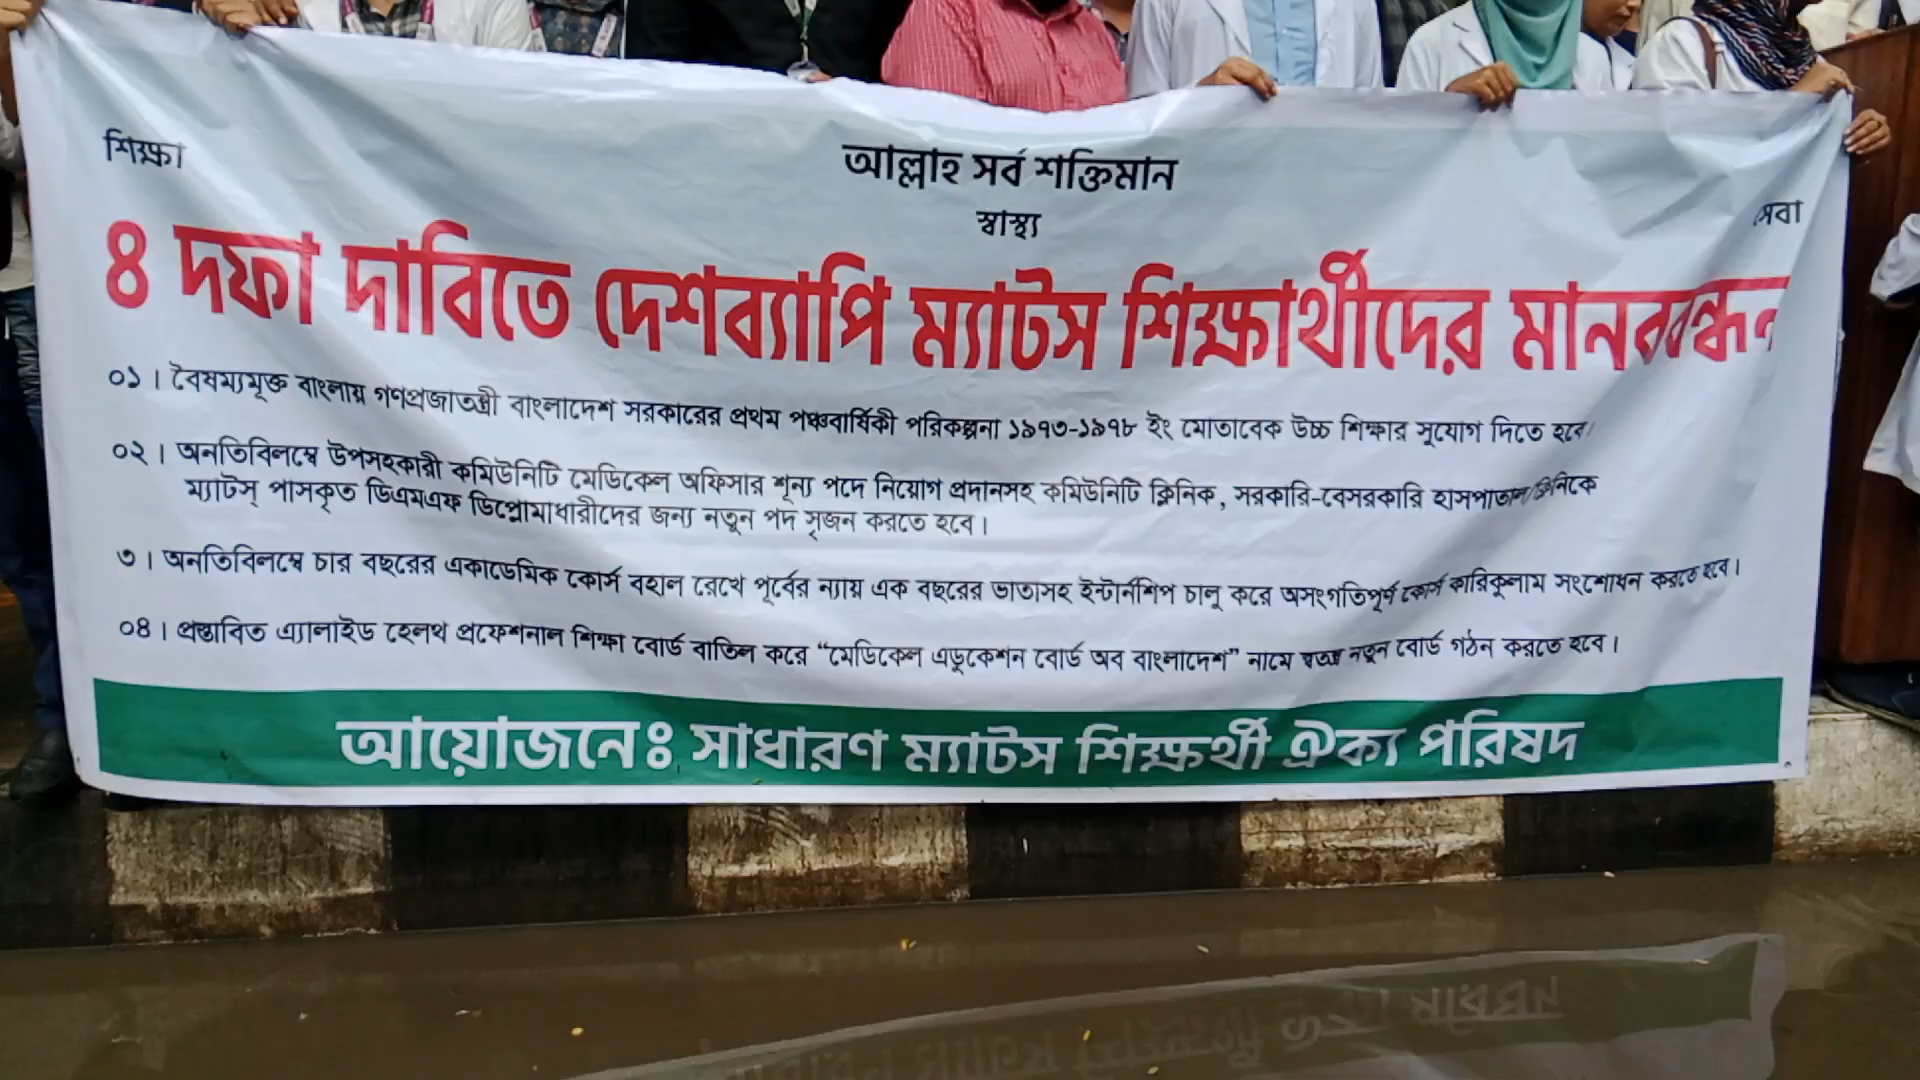 আল্লাহ সর্ব শক্তিমান
শিক্ষা
স্বাস্থ্য
সেবা
৪ দফা দাবিতে দেশব্যাপি ম্যাটস শিক্ষার্থীদের মানববন্ধন
০১। বৈষম্যমূক্ত বাংলায় গণপ্রজাতন্ত্রী বাংলাদেশ সরকারের প্রথম পঞ্চবার্ষিকী পরিকল্পনা ১৯৭৩-১৯৭৮ ইং মোতাবেক উচ্চ শিক্ষার সূযোগ দিতে হবে।
০২। অনতিবিলম্বে উপসহকারী কমিউনিটি মেডিকেল অফিসার শূন্য পদে নিয়োগ প্রদানসহ কমিউনিটি ক্লিনিক, সরকারি-বেসরকারি হাসপাতাল/ক্লিনিকে
ম্যাটস্ পাসকৃত ডিএমএফ ডিপ্লোমাধারীদের জন্য নতুন পদ সৃজন করতে হবে।
৩। অনতিবিলম্বে চার বছরের একাডেমিক কোর্স বহাল রেখে পূর্বের ন্যায় এক বছরের ভাতাসহ ইন্টার্নশিপ চালু করে অসংগতিপূর্ণ কোর্স কারিকুলাম সংশোধন করতে হবে।
০৪। প্রস্তাবিত এ্যালাইড হেলথ প্রফেশনাল শিক্ষা বোর্ড বাতিল করে “মেডিকেল এডুকেশন বোর্ড অব বাংলাদেশ” নামে স্বতন্ত্র নতুন বোর্ড গঠন করতে হবে।
আয়োজনেঃ সাধারণ ম্যাটস শিক্ষর্থী ঐক্য পরিষদ